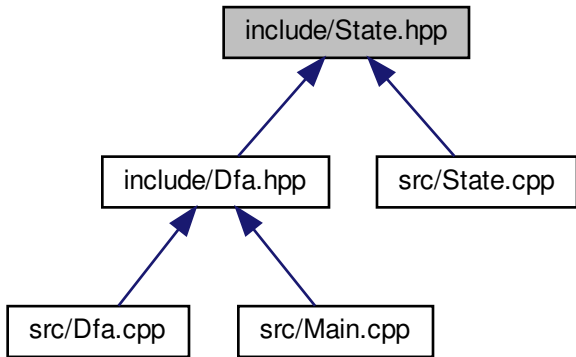 include/State.hpp
include/Dfa.hpp
src/State.cpp
src/Dfa.cpp
src/Main.cpp